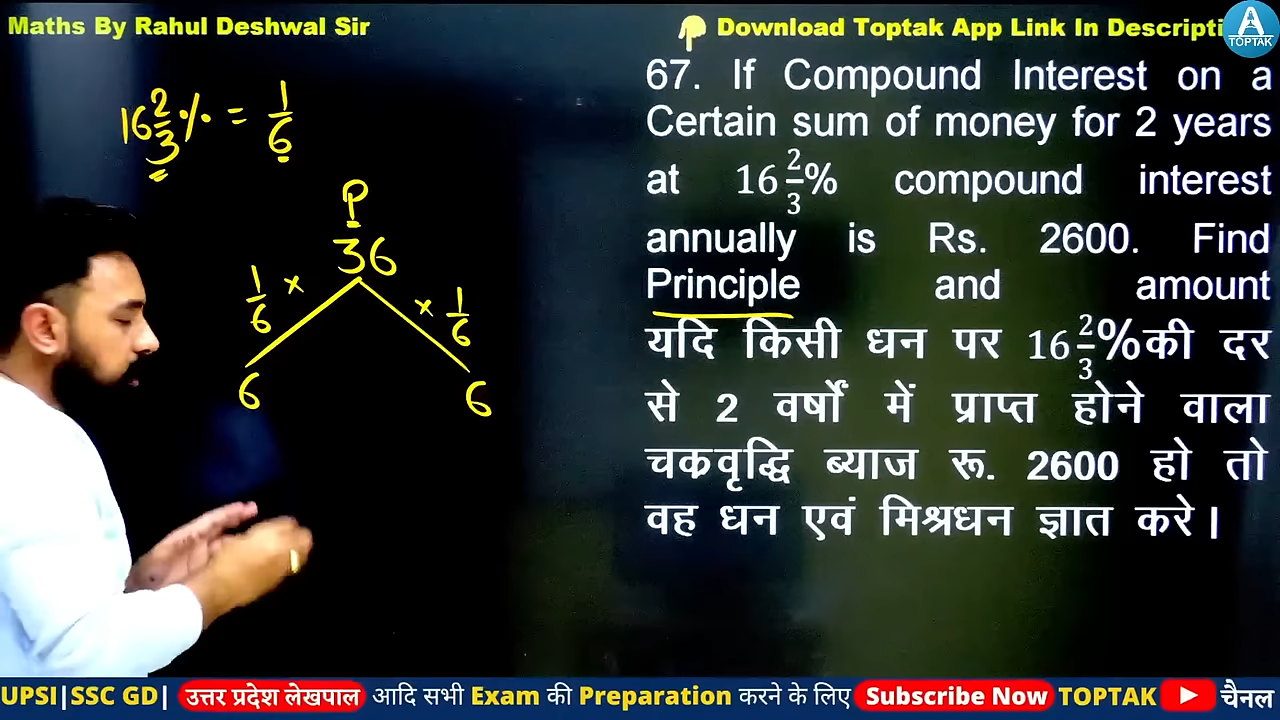 Maths By Rahul Deshwal Sir
Download Toptak App Link In Descripti
A
TOPTAK
16 2/3 % = 1/6
P
36
1/6 ×
× 1/6
6
6
67. If Compound Interest on a
Certain sum of money for 2 years
at 16 2/3% compound interest
annually is Rs. 2600. Find
Principle and amount
यदि किसी धन पर 16 2/3%की दर
से 2 वर्षों में प्राप्त होने वाला
चक्रवृद्धि ब्याज रू. 2600 हो तो
वह धन एवं मिश्रधन ज्ञात करे।
UPSI|SSC GD| उत्तर प्रदेश लेखपाल आदि सभी Exam की Preparation करने के लिए Subscribe Now TOPTAK चैनल